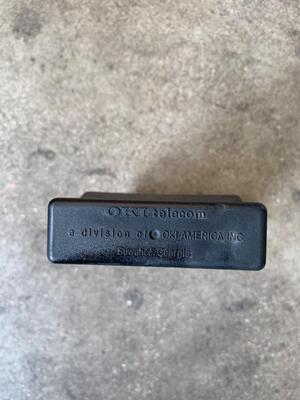 OKI telecom
a division of OKI AMERICA INC
Suwanee, Georgia